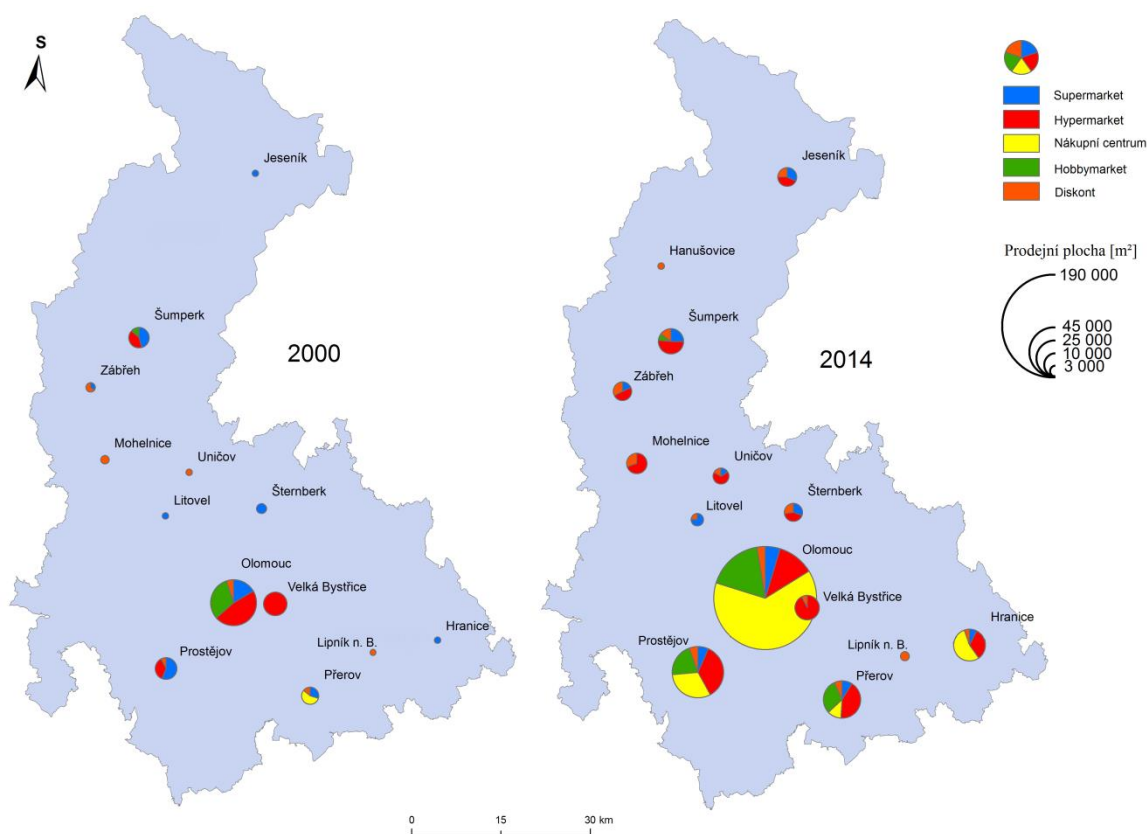 S
Jeseník
Šumperk
2000
Zábřeh
Mohelnice
Uničov
Litovel
Šternberk
Olomouc
Velká Bystřice
Hranice
Lipník n. B.
Prostějov
Přerov
Jeseník
Hanušovice
Šumperk
2014
Zábřeh
Mohelnice
Uničov
Litovel
Šternberk
Olomouc
Velká Bystřice
Hranice
Prostějov
Lipník n. B.
Přerov
Supermarket
Hypermarket
Nákupní centrum
Hobbymarket
Diskont
Prodejní plocha [m²]
190 000
45 000
25 000
10 000
3 000
0 15 30 km